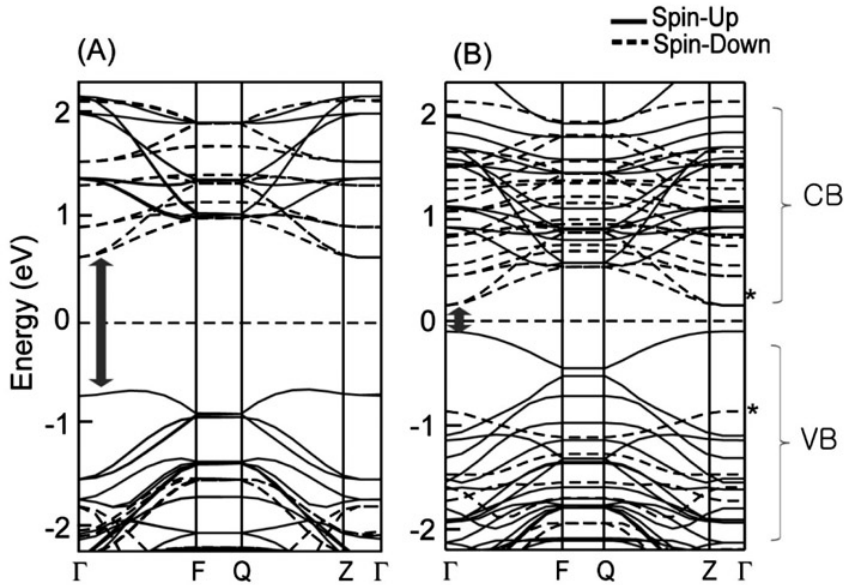 Spin-Up
Spin-Down
(A)
(B)
2
1
0
-1
-2
Energy (eV)
Γ F Q Z Γ
2
1
0
-1
-2
*
*
CB
VB
Γ F Q Z Γ